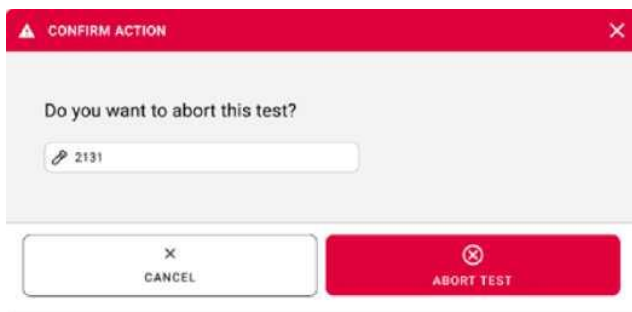 CONFIRM ACTION
Do you want to abort this test?
2131
CANCEL
ABORT TEST